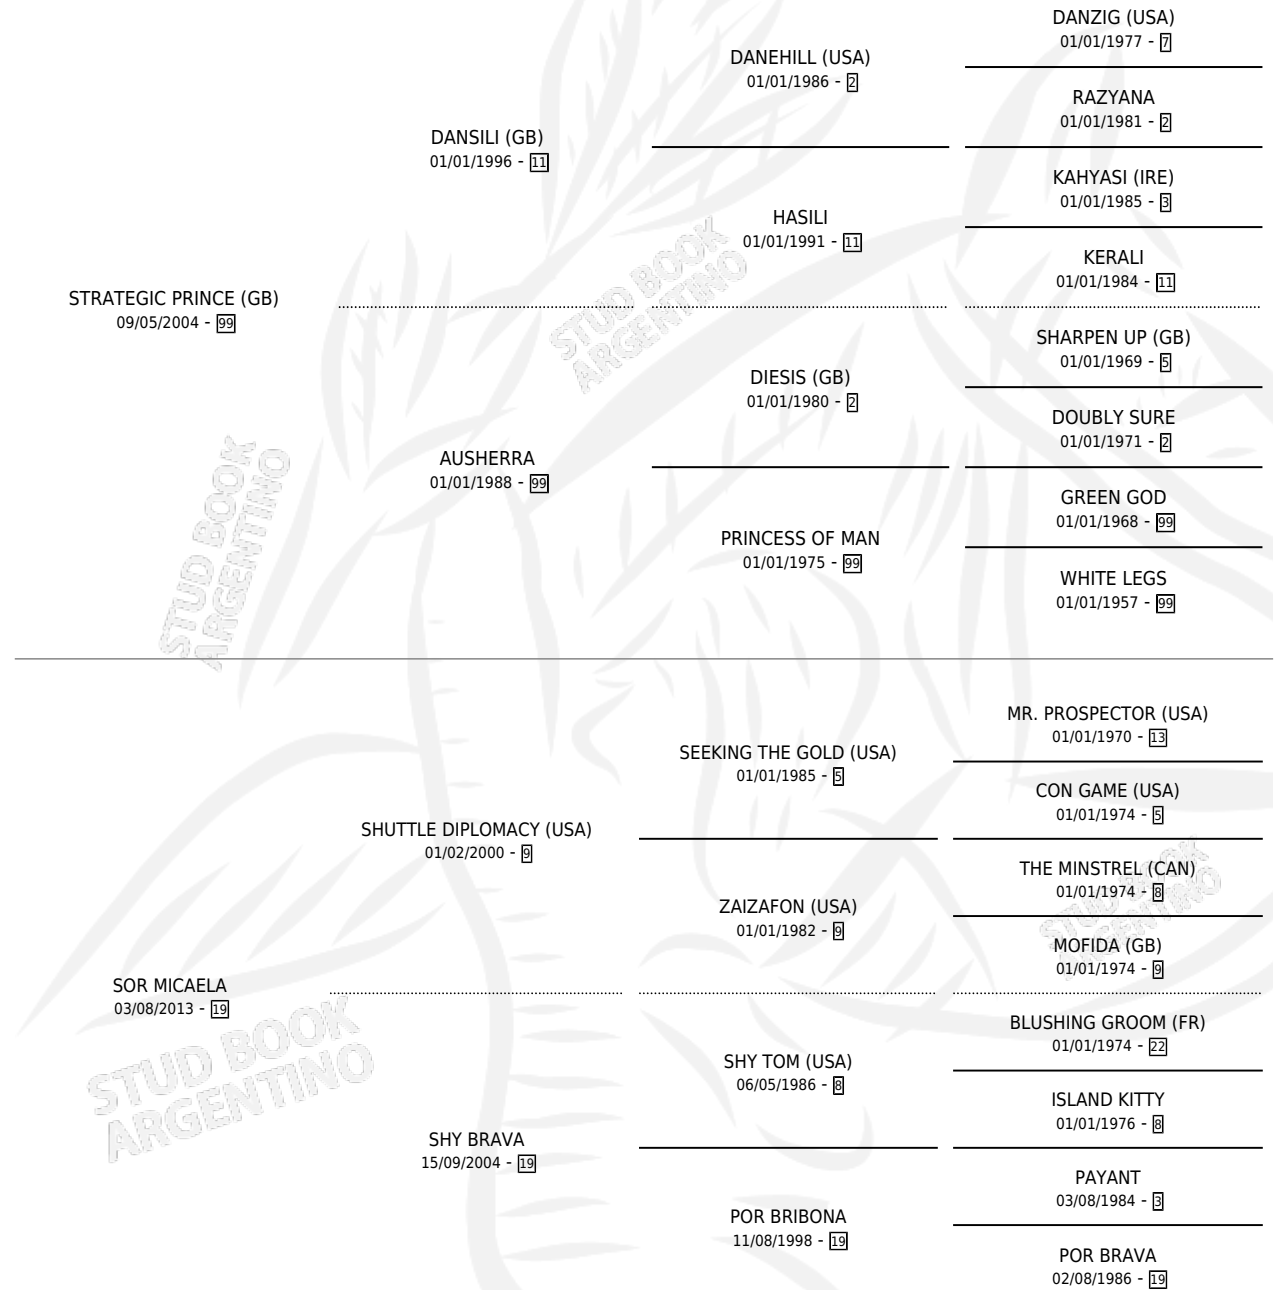 DANZIG (USA)
01/01/1977 - 7
DANEHILL (USA)
01/01/1986 - 2
RAZYANA
01/01/1981 - 2
DANSILI (GB)
01/01/1996 - 11
KAHYASI (IRE)
01/01/1985 - 3
HASILI
01/01/1991 - 11
KERALI
01/01/1984 - 11
STRATEGIC PRINCE (GB)
09/05/2004 - 99
SHARPEN UP (GB)
01/01/1969 - 5
DIESIS (GB)
01/01/1980 - 2
DOUBLY SURE
01/01/1971 - 2
AUSHERRA
01/01/1988 - 99
GREEN GOD
01/01/1968 - 99
PRINCESS OF MAN
01/01/1975 - 99
WHITE LEGS
01/01/1957 - 99
MR. PROSPECTOR (USA)
01/01/1970 - 13
SEEKING THE GOLD (USA)
01/01/1985 - 5
CON GAME (USA)
01/01/1974 - 5
SHUTTLE DIPLOMACY (USA)
01/02/2000 - 9
THE MINSTREL (CAN)
01/01/1974 - 8
ZAIZAFON (USA)
01/01/1982 - 9
MOFIDA (GB)
01/01/1974 - 9
SOR MICAELA
03/08/2013 - 19
BLUSHING GROOM (FR)
01/01/1974 - 22
SHY TOM (USA)
06/05/1986 - 8
ISLAND KITTY
01/01/1976 - 8
SHY BRAVA
15/09/2004 - 19
PAYANT
03/08/1984 - 3
POR BRIBONA
11/08/1998 - 19
POR BRAVA
02/08/1986 - 19
STUD BOOK
ARGENTINO
STUD BOOK
ARGENTINO
STUD BOOK
ARGENTINO
STUD BOOK
ARGENTINO